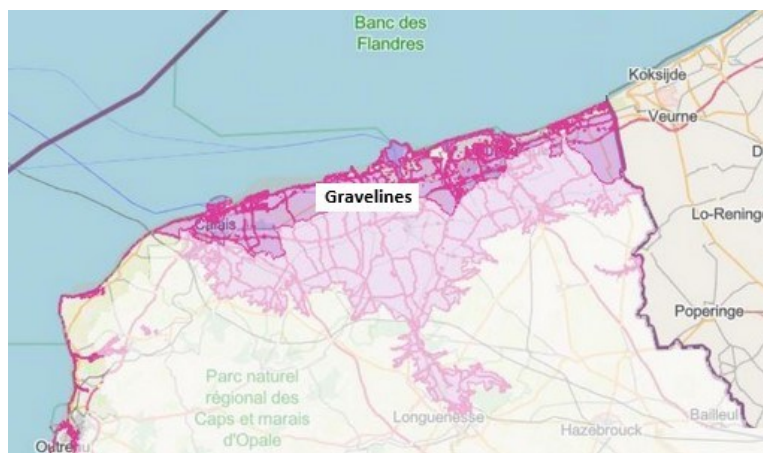 Banc des
Flandres
Koksijde
Veurne
Gravelines
Calais
Lo-Rening
Poperinge
Parc naturel
régional des
Caps et marais
d'Opale
Longuenesse
Hazebrouck
Bailleul